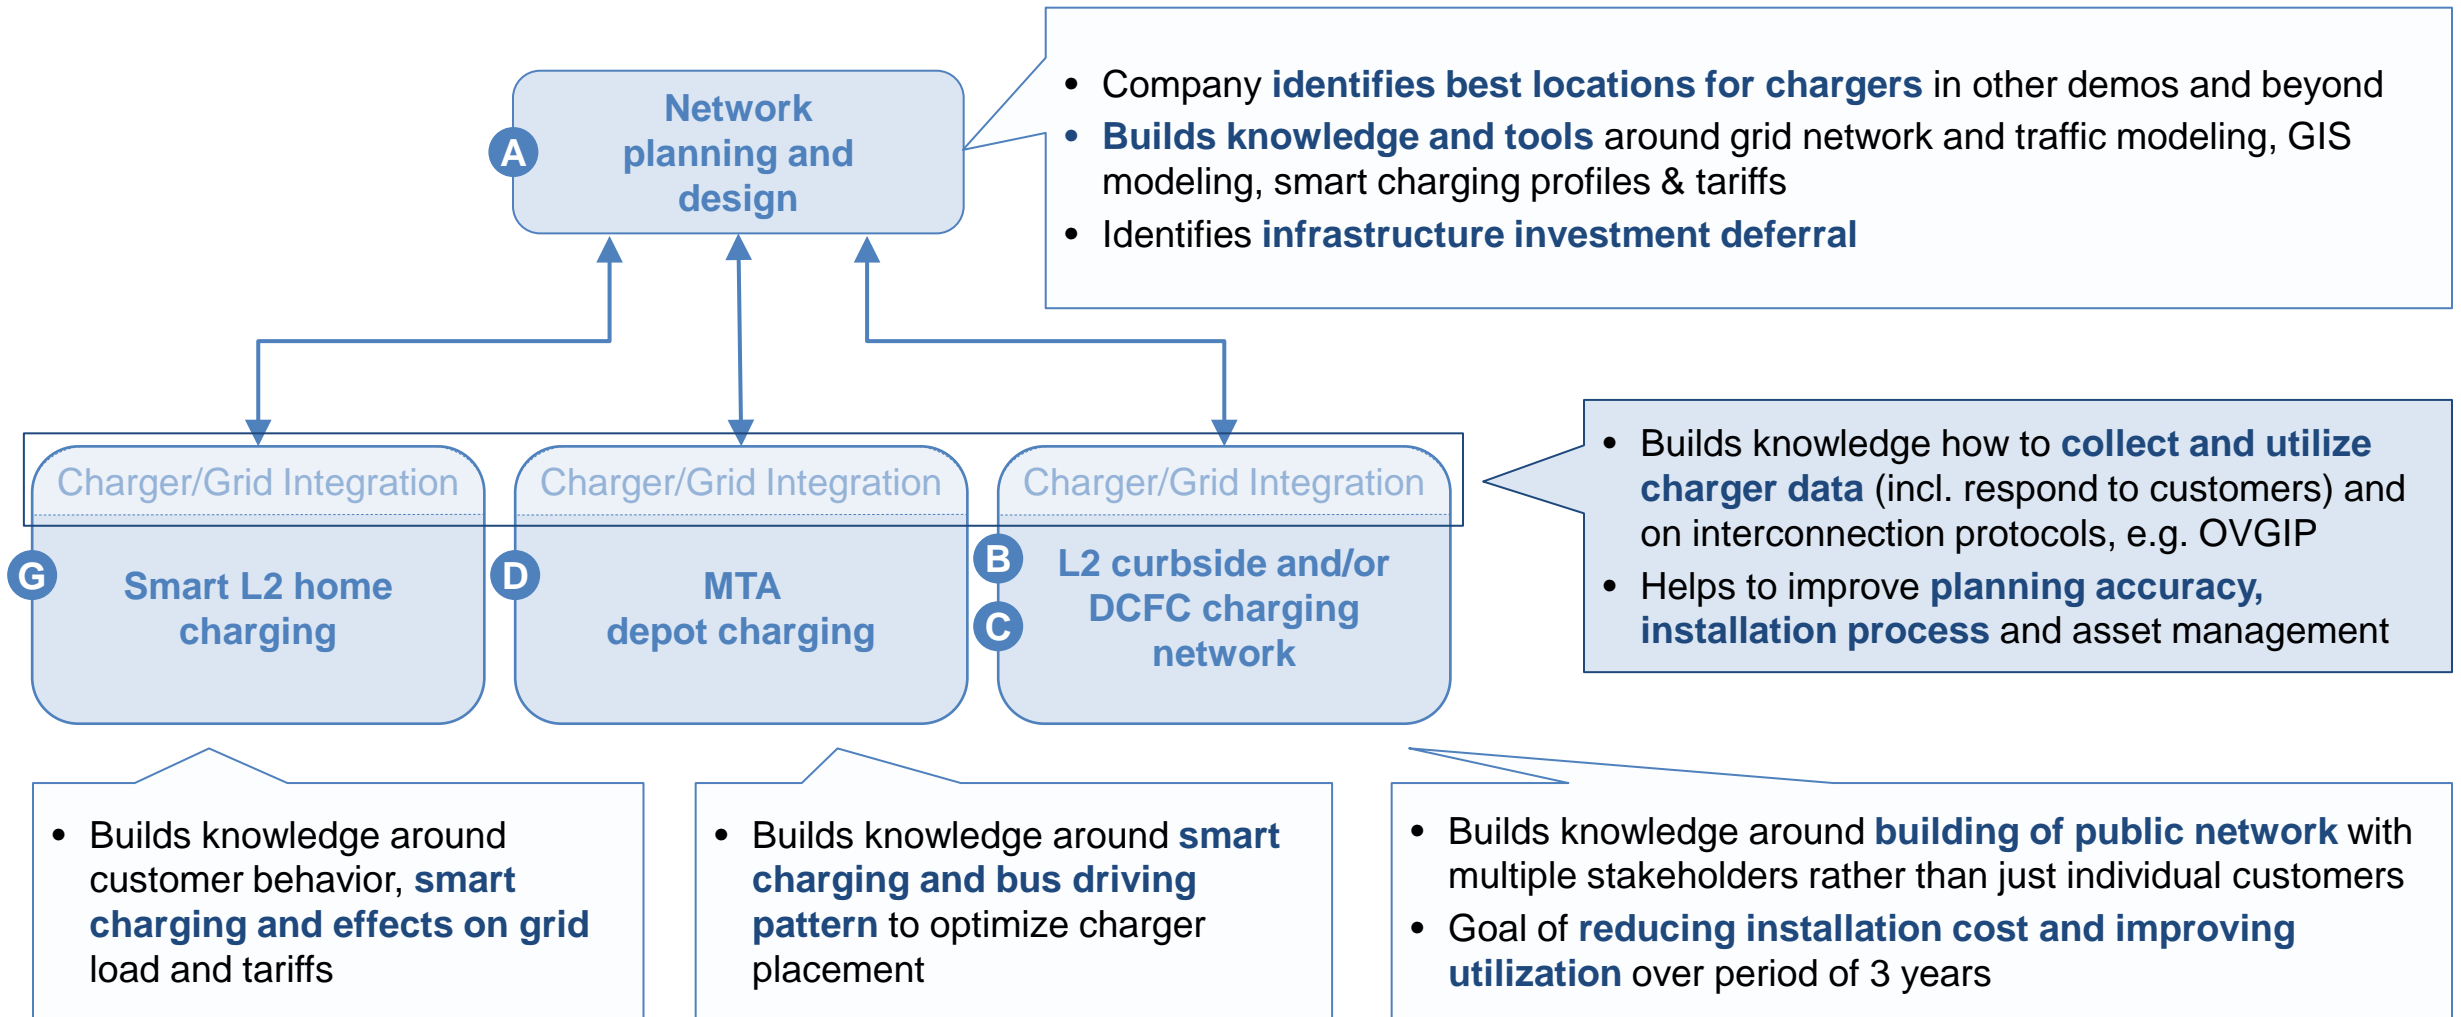 A
Network
planning and
design
• Company identifies best locations for chargers in other demos and beyond
• Builds knowledge and tools around grid network and traffic modeling, GIS
modeling, smart charging profiles & tariffs
• Identifies infrastructure investment deferral
Charger/Grid Integration
G
Smart L2 home
charging
Charger/Grid Integration
D
MTA
depot charging
Charger/Grid Integration
B
C
L2 curbside and/or
DCFC charging
network
• Builds knowledge how to collect and utilize
charger data (incl. respond to customers) and
on interconnection protocols, e.g. OVGIP
• Helps to improve planning accuracy,
installation process and asset management
• Builds knowledge around
customer behavior, smart
charging and effects on grid
load and tariffs
• Builds knowledge around smart
charging and bus driving
pattern to optimize charger
placement
• Builds knowledge around building of public network with
multiple stakeholders rather than just individual customers
• Goal of reducing installation cost and improving
utilization over period of 3 years